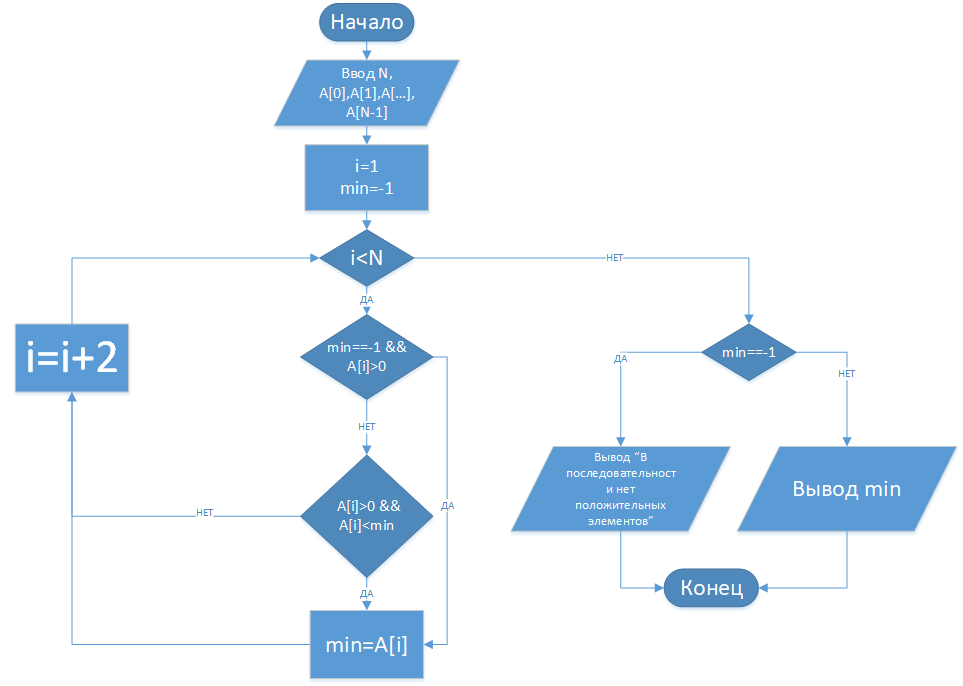 Начало
Ввод N,
A[0],A[1],A[...],
A[N-1]
i=1
min=-1
i<N
НЕТ
ДА
min==-1 &&
A[i]>0
i=i+2
min==-1
ДА
НЕТ
НЕТ
A[i]>0 &&
A[i]<min
НЕТ
ДА
ДА
min=A[i]
Вывод “В
последовательност
и нет
положительных
элементов”
Вывод min
Конец